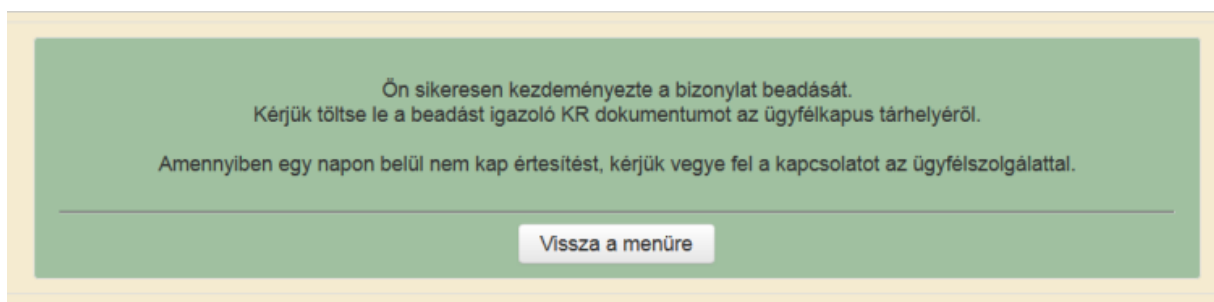 Ön sikeresen kezdeményezte a bizonylat beadását.
Kérjük töltse le a beadást igazoló KR dokumentumot az ügyfélkapus tárhelyérõl.
Amennyiben egy napon belül nem kap értesítést, kérjük vegye fel a kapcsolatot az ügyfélszolgálattal.
Vissza a menüre